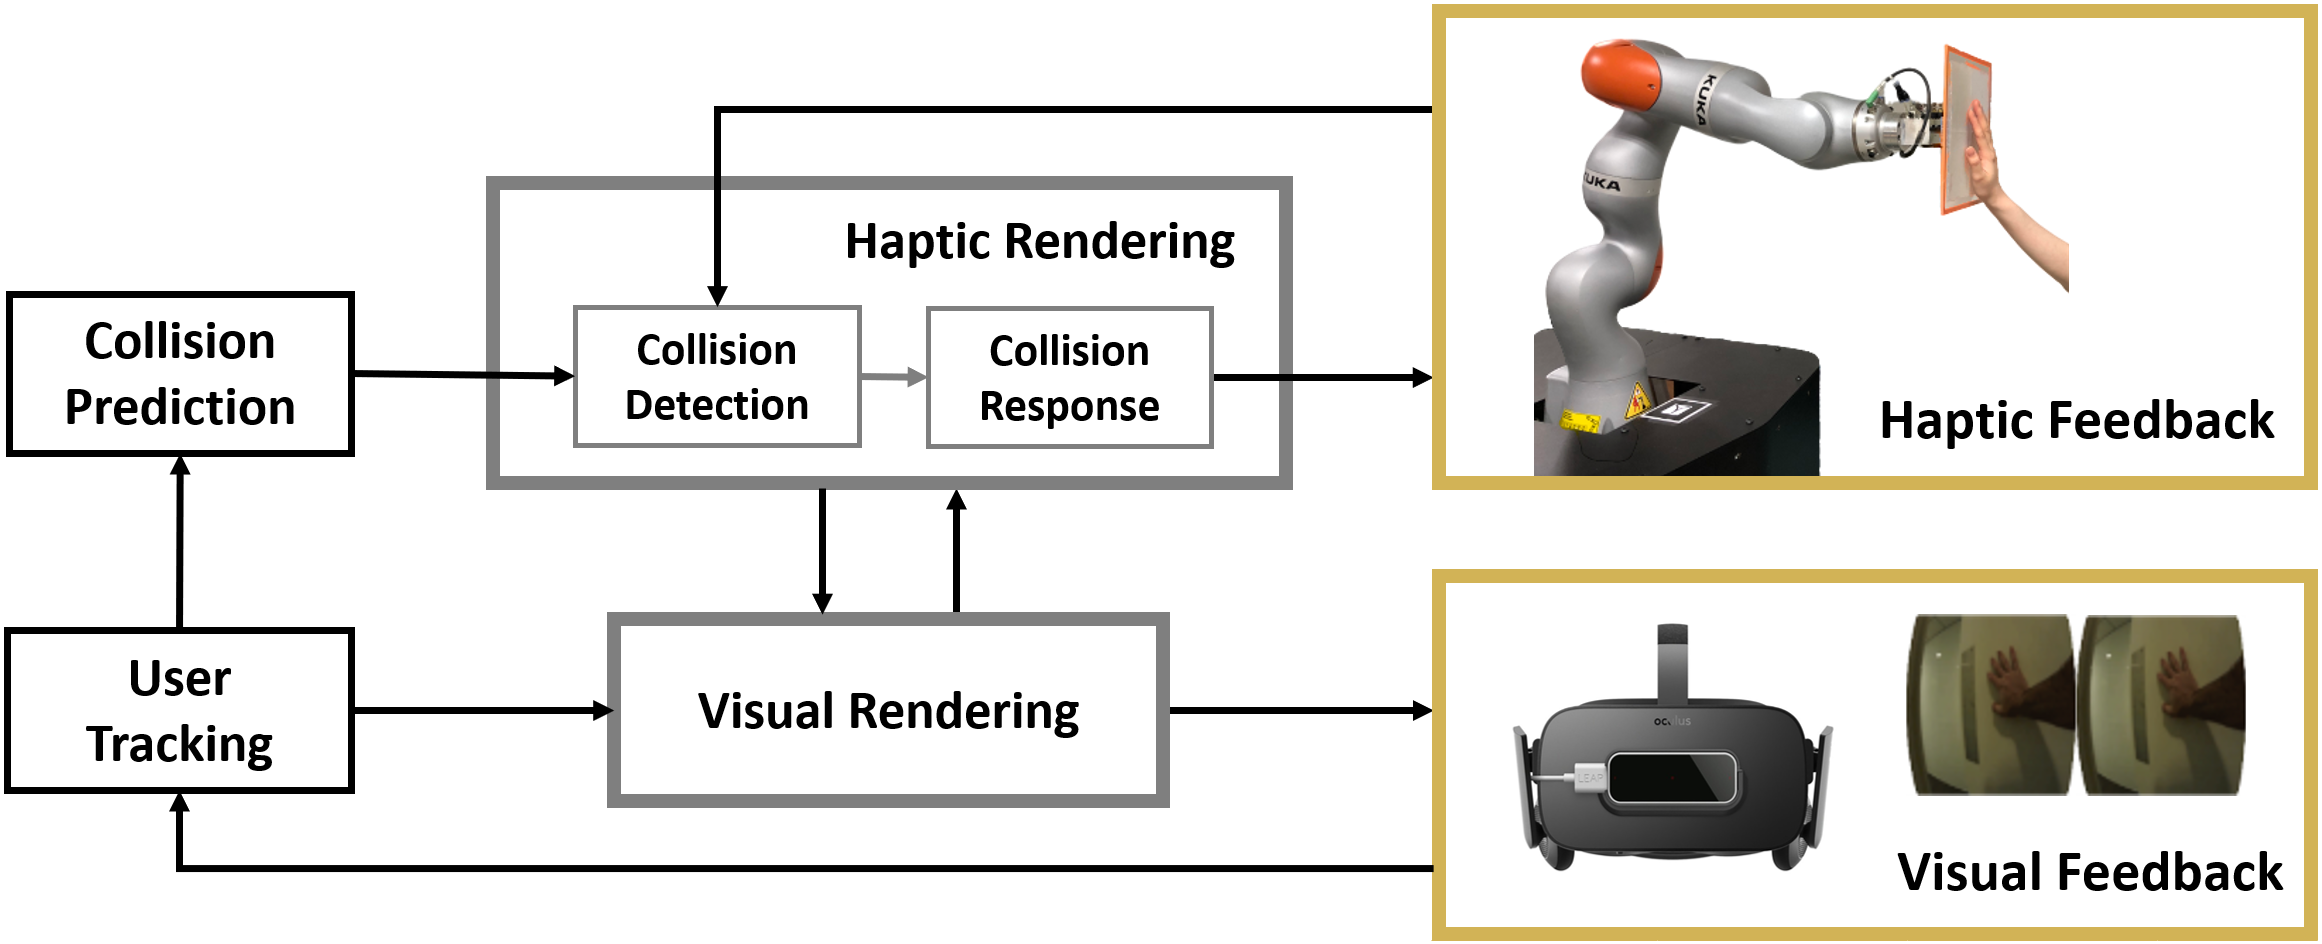 Haptic Rendering
Collision
Prediction
Collision
Detection
Collision
Response
KUKA
KUKA
Haptic Feedback
User
Tracking
Visual Rendering
oculus
LEAP
Visual Feedback